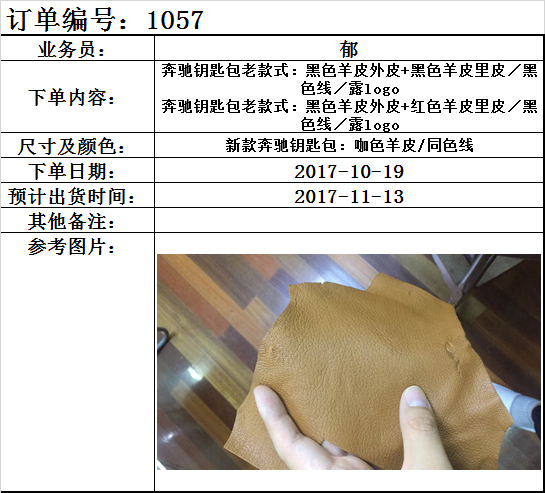 订单编号：1057
业务员：
郁
下单内容：
奔驰钥匙包老款式：黑色羊皮外皮+黑色羊皮里皮／黑
色线／露logo
奔驰钥匙包老款式：黑色羊皮外皮+红色羊皮里皮／黑
色线／露logo
尺寸及颜色：
新款奔驰钥匙包：咖色羊皮/同色线
下单日期：
2017-10-19
预计出货时间：
2017-11-13
其他备注：
参考图片：